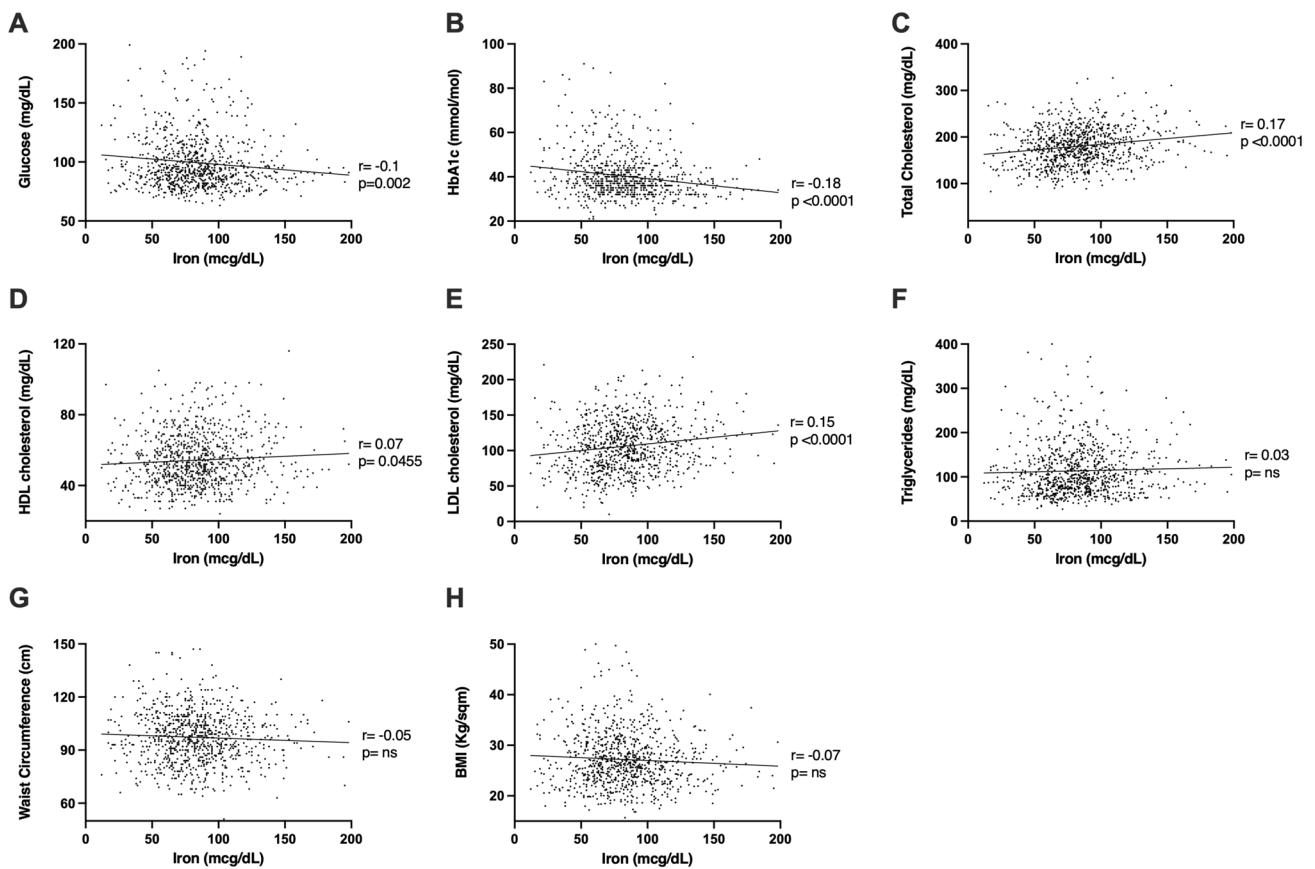 A
Glucose (mg/dL)
200
150
100
50
0 50 100 150 200
Iron (mcg/dL)
r= -0.1
p=0.002
B
HbA1c (mmol/mol)
100
80
60
40
20
0 50 100 150 200
Iron (mcg/dL)
r= -0.18
p <0.0001
C
Total Cholesterol (mg/dL)
400
300
200
100
0 50 100 150 200
Iron (mcg/dL)
r= 0.17
p <0.0001
D
HDL cholesterol (mg/dL)
120
80
40
0 50 100 150 200
Iron (mcg/dL)
r= 0.07
p= 0.0455
E
LDL cholesterol (mg/dL)
250
200
150
100
50
0
0 50 100 150 200
Iron (mcg/dL)
r= 0.15
p <0.0001
F
Triglycerides (mg/dL)
400
300
200
100
0
0 50 100 150 200
Iron (mcg/dL)
r= 0.03
p= ns
G
Waist Circumference (cm)
150
120
90
60
0 50 100 150 200
Iron (mcg/dL)
r= -0.05
p= ns
H
BMI (Kg/sqm)
50
40
30
20
0 50 100 150 200
Iron (mcg/dL)
r= -0.07
p= ns